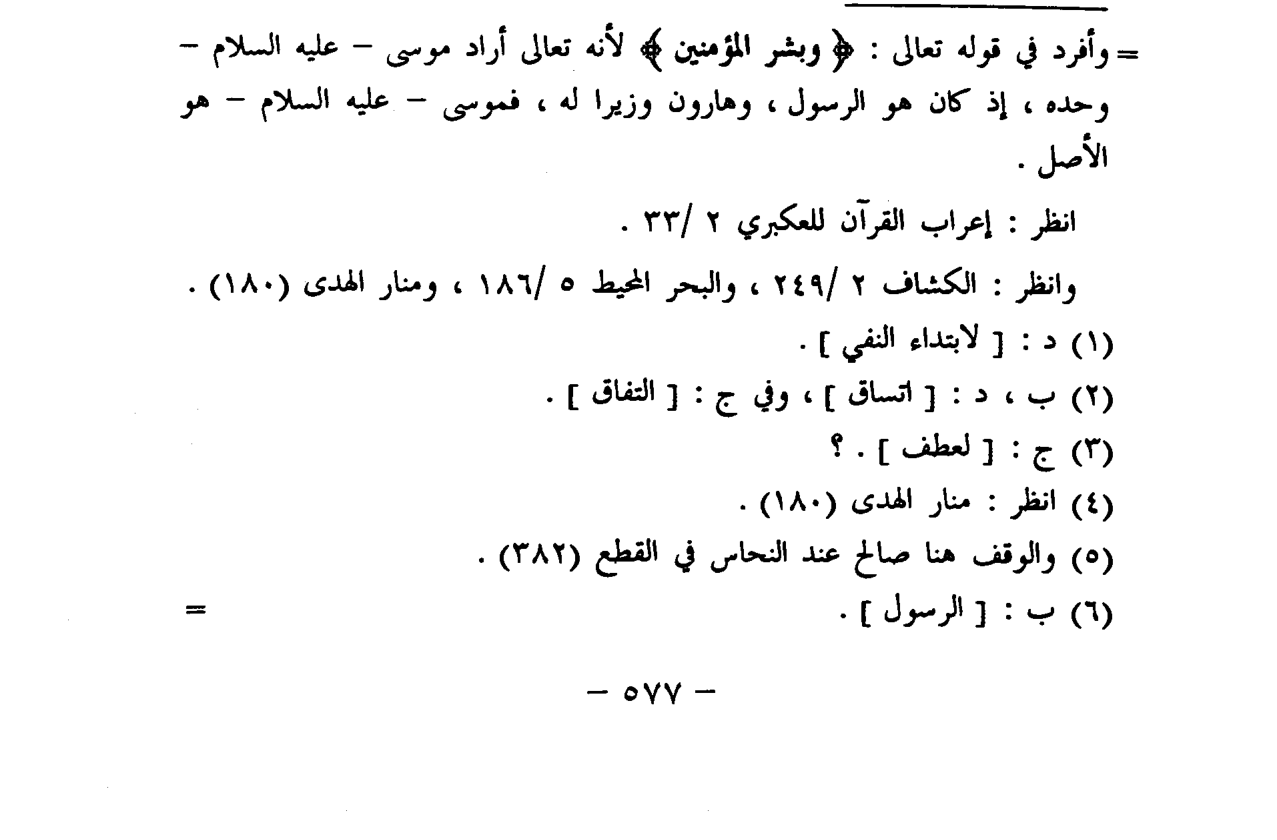 = وأفرد في قوله تعالى : ﴿ وبشر المؤمنين ﴾ لأنه تعالى أراد موسى – عليه السلام –
وحده ، إذ كان هو الرسول ، وهارون وزيرا له ، فموسى – عليه السلام – هو
الأصل .
انظر : إعراب القرآن للعكبري ٢ /٣٣ .
وانظر : الكشاف ٢ /٢٤٩ ، والبحر المحيط ٥ /١٨٦ ، ومنار الهدى (١٨٠) .
(١) د : [ لابتداء النفي ] .
(٢) ب ، د : [ اتساق ] ، وفي ج : [ التفاق ] .
(٣) ج : [ لعطف ] . ؟
(٤) انظر : منار الهدى (١٨٠) .
(٥) والوقف هنا صالح عند النحاس في القطع (٣٨٢) .
(٦) ب : [ الرسول ] . =
– ٥٧٧ –